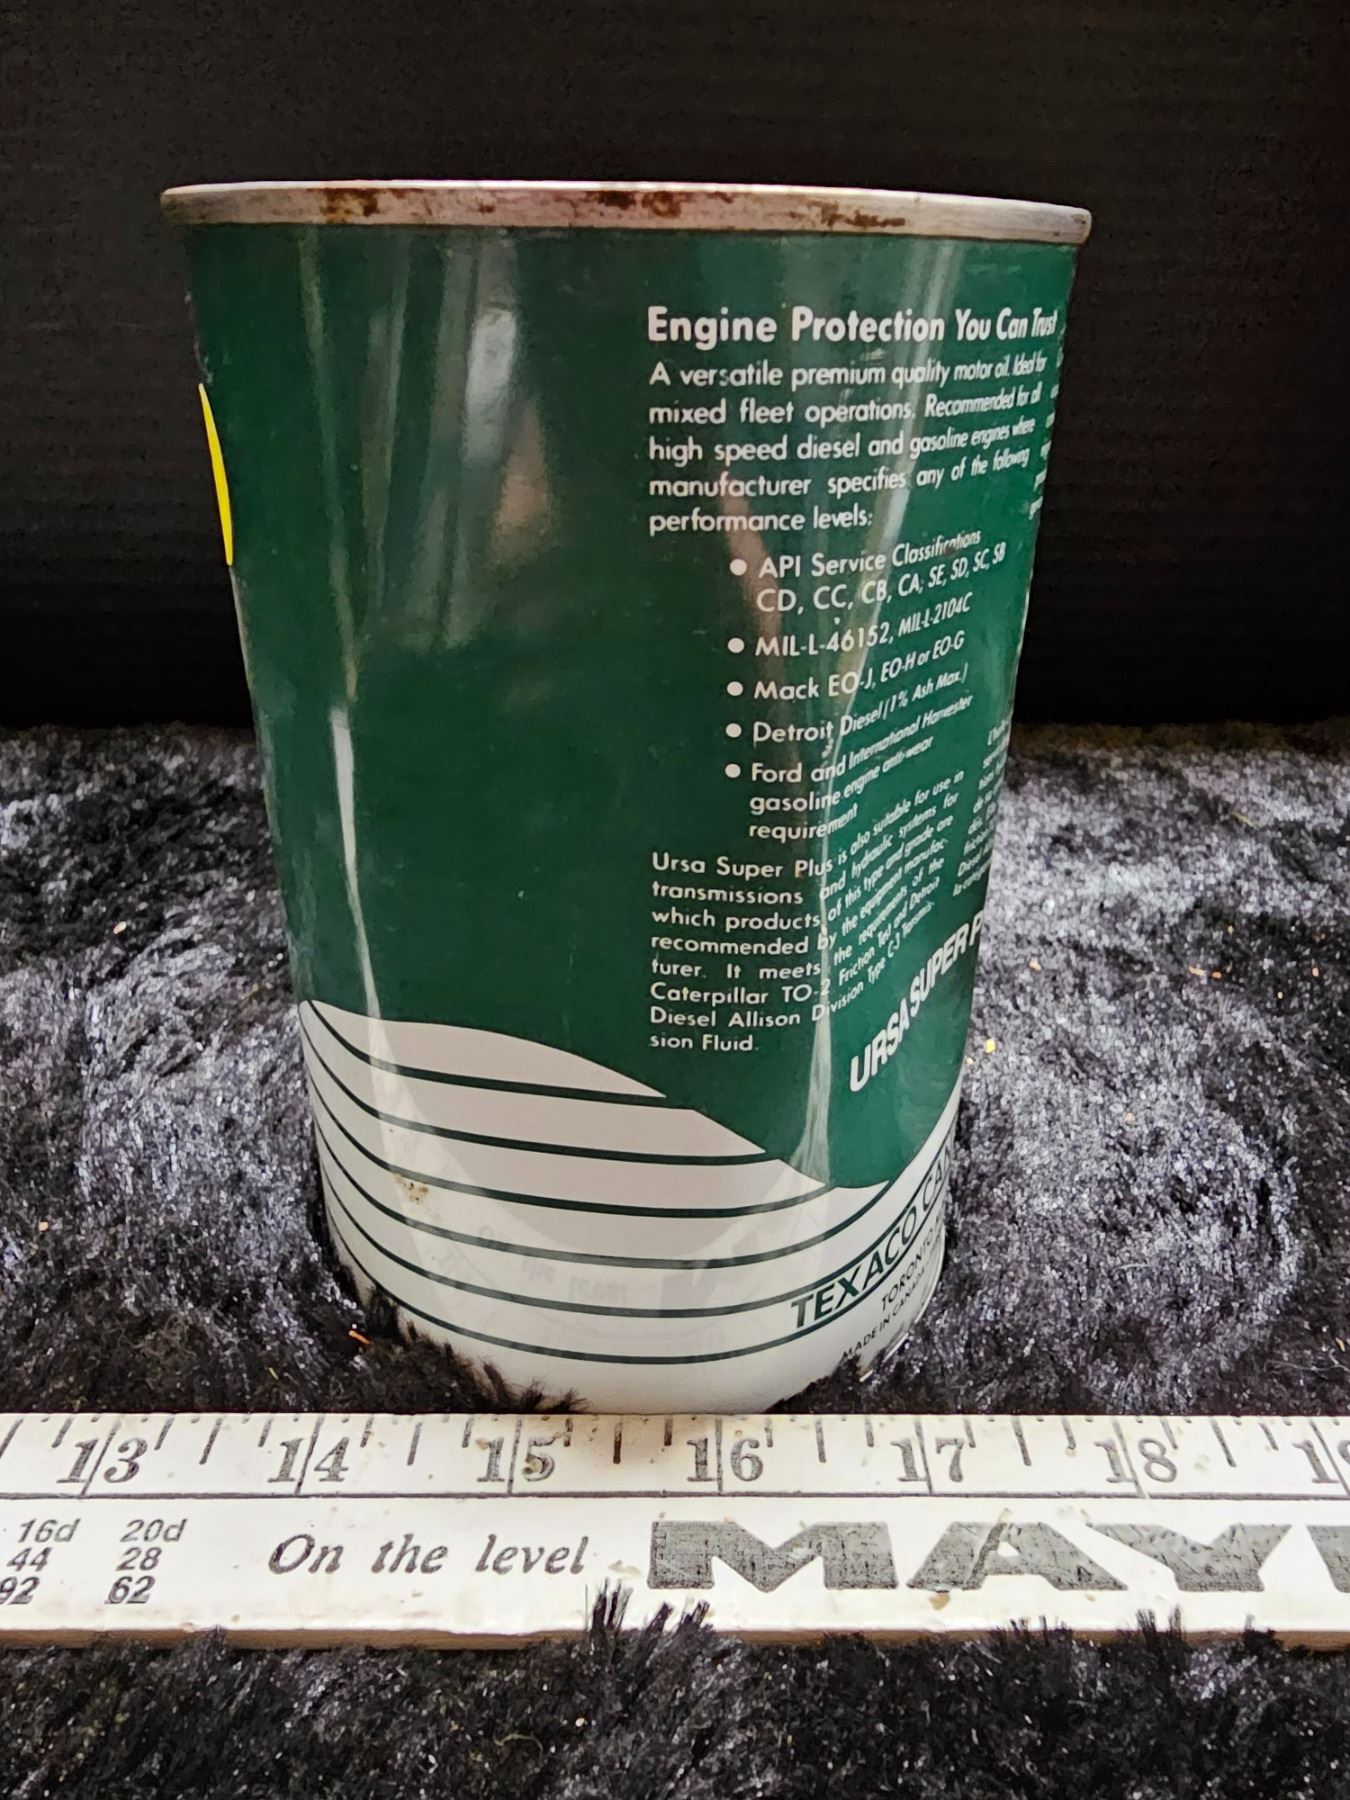 Engine Protection You Can Trust
A versatile premium quality motor oil. Ideal for
mixed fleet operations. Recommended for all
high speed diesel and gasoline engines where
manufacturer specifies any of the following
performance levels:
● API Service Classifications
CD, CC, CB, CA; SE, SD, SC, SB
● MIL-L-46152, MIL-L-2104C
● Mack EO-J, EO-H or EO-G
● Detroit Diesel (1% Ash Max.)
● Ford and International Harvester
gasoline engine anti-wear
requirement
Ursa Super Plus is also suitable for use in
transmissions and hydraulic systems for
which products of this type and grade are
recommended by the equipment manufac-
turer. It meets the requirements of the
Caterpillar TO-2 Friction Test and Detroit
Diesel Allison Division Type C-3 Transmis-
sion Fluid.
URSA SUPER P
TEXACO CA
TORONTO
MADE IN CANADA
13 14 15 16 17 18
16d 20d
44 28
92 62
On the level
MAY